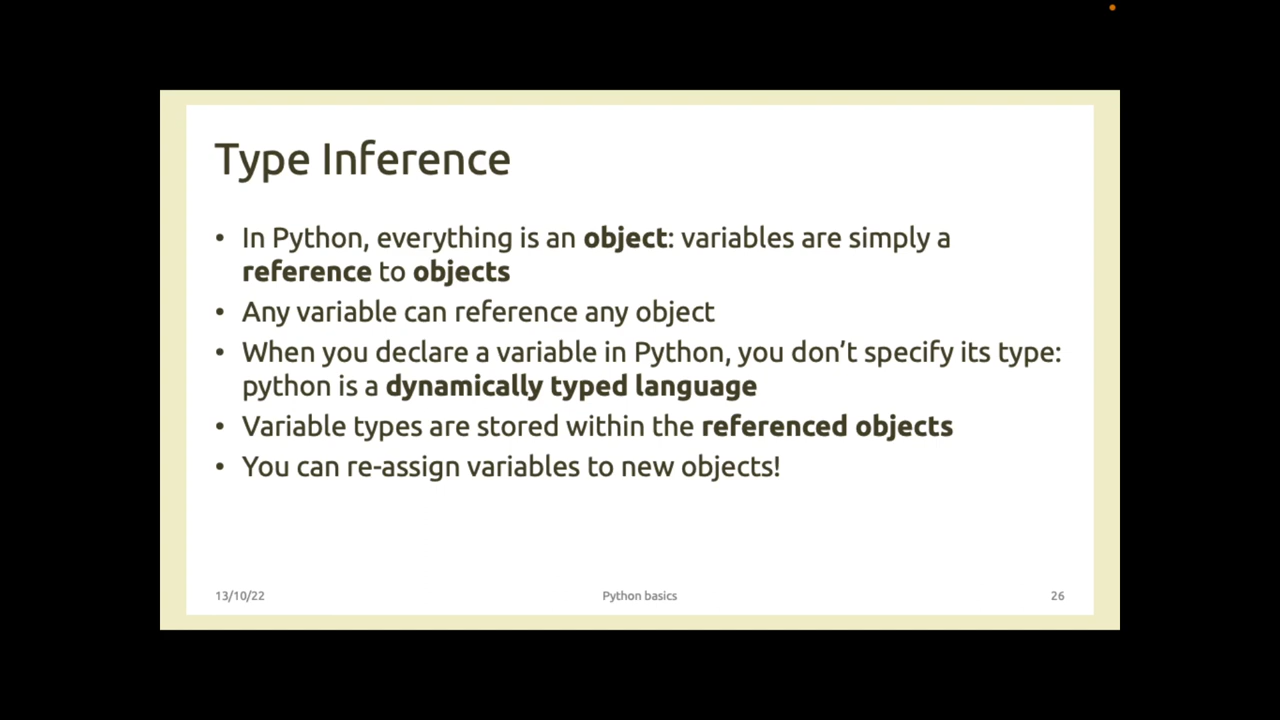 Type Inference
• In Python, everything is an object: variables are simply a
reference to objects
• Any variable can reference any object
• When you declare a variable in Python, you don’t specify its type:
python is a dynamically typed language
• Variable types are stored within the referenced objects
• You can re-assign variables to new objects!
13/10/22
Python basics
26